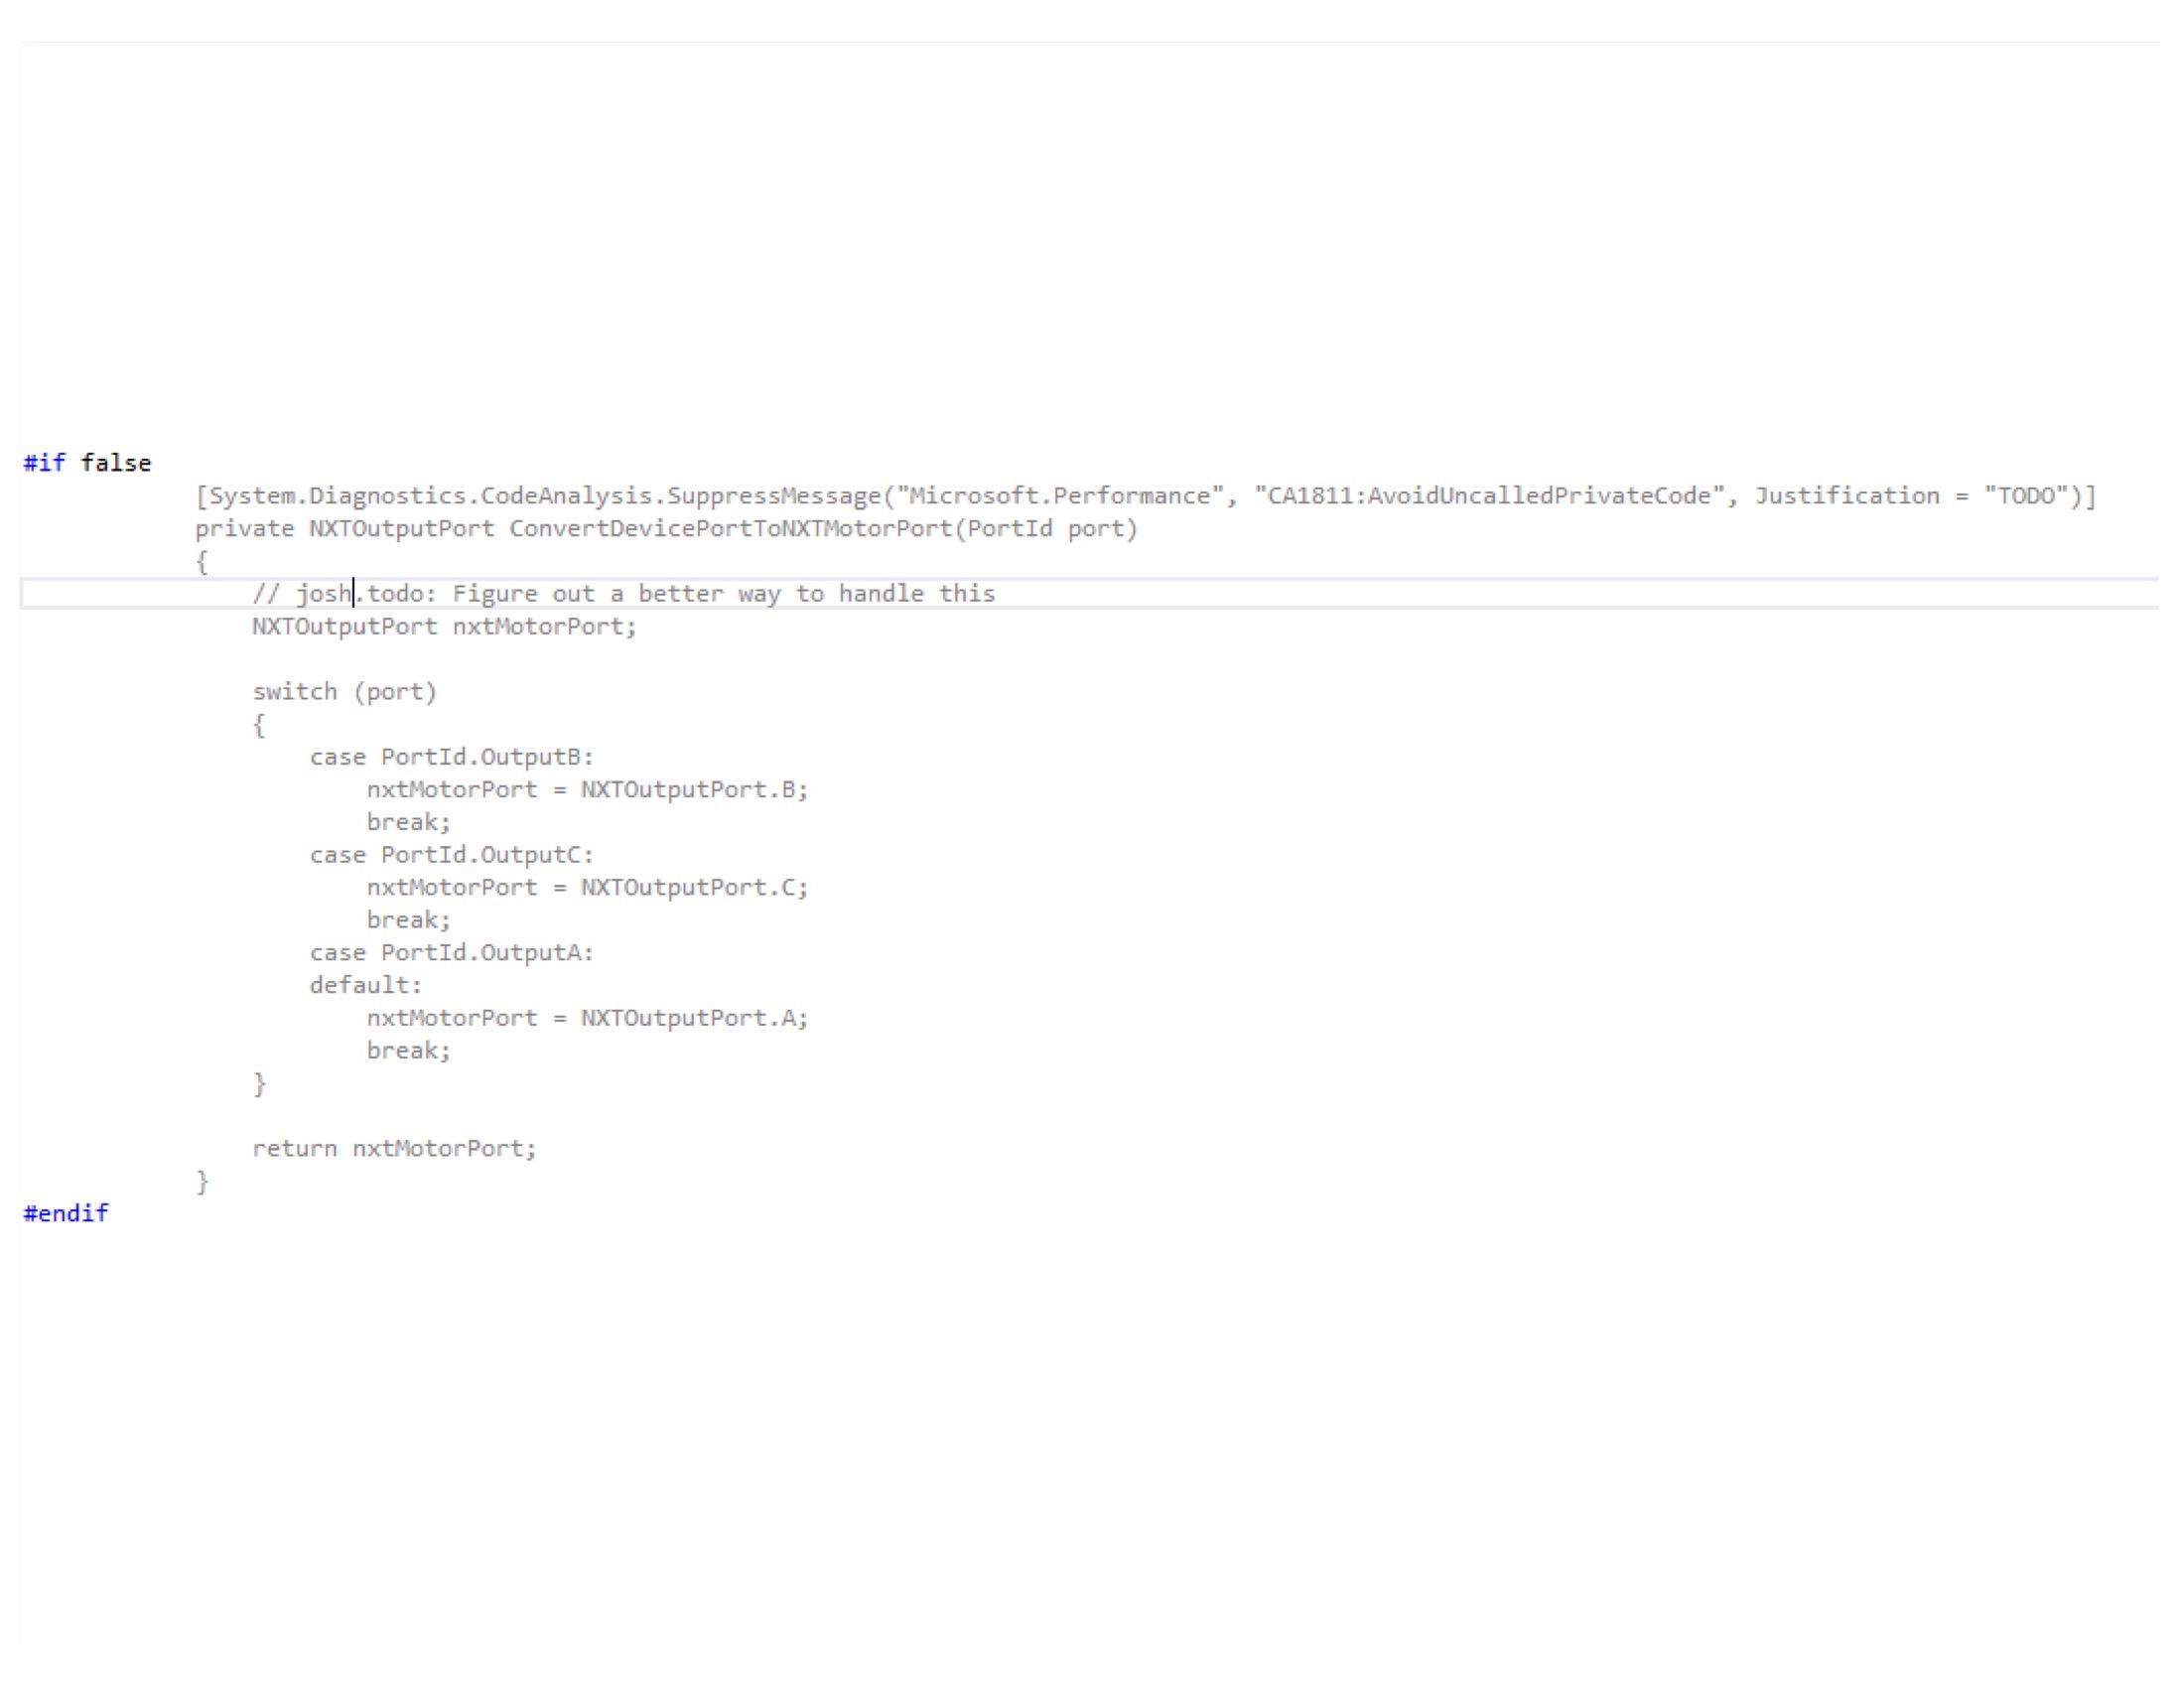 #if false
[System.Diagnostics.CodeAnalysis.SuppressMessage("Microsoft.Performance", "CA1811:AvoidUncalledPrivateCode", Justification = "TODO")]
private NXTOutputPort ConvertDevicePortToNXTMotorPort(PortId port)
{
// josh.todo: Figure out a better way to handle this
NXTOutputPort nxtMotorPort;
switch (port)
{
case PortId.OutputB:
nxtMotorPort = NXTOutputPort.B;
break;
case PortId.OutputC:
nxtMotorPort = NXTOutputPort.C;
break;
case PortId.OutputA:
default:
nxtMotorPort = NXTOutputPort.A;
break;
}
return nxtMotorPort;
}
#endif